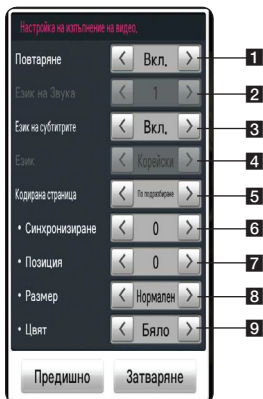 Настройка на изпълнение на видео.
Повтаряне Вкл. 1
Език на Звука 1 2
Език на субтитрите Вкл. 3
Език Корейски 4
Кодирана страница По подразбиране 5
• Синхронизиране 0 6
• Позиция 0 7
• Размер Нормален 8
• Цвят Бяло 9
Предишно Затваряне